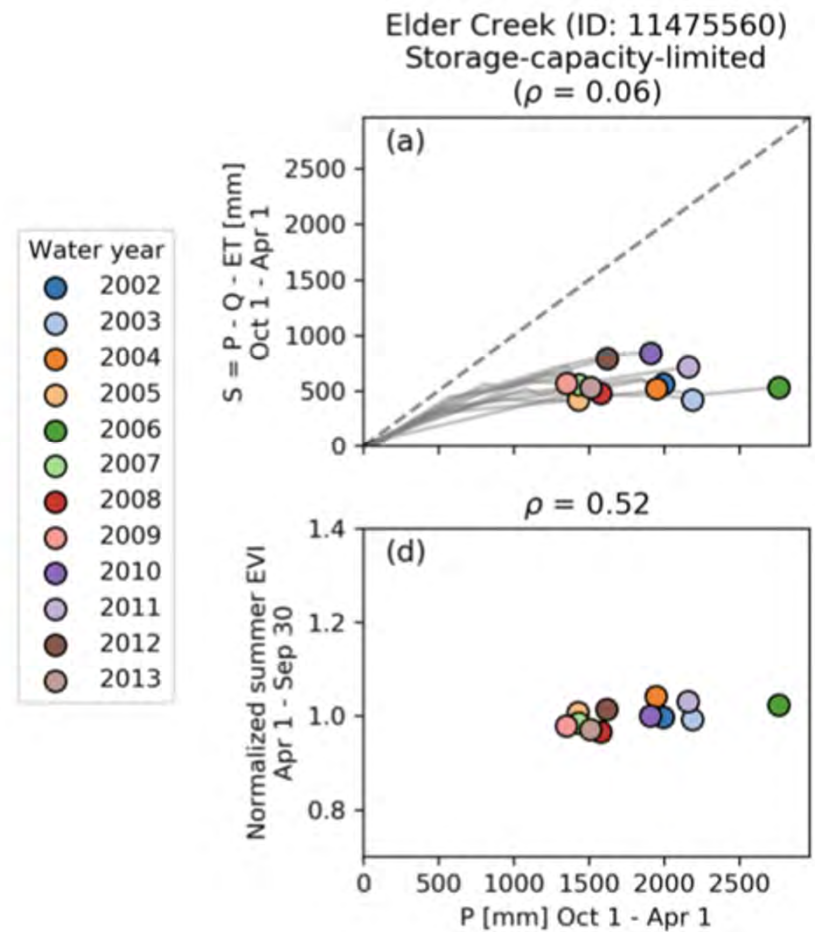 Elder Creek (ID: 11475560)
Storage-capacity-limited
(ρ = 0.06)
(a)
S = P - Q - ET [mm]
Oct 1 - Apr 1
2500
2000
1500
1000
500
0
Water year
2002
2003
2004
2005
2006
2007
2008
2009
2010
2011
2012
2013
ρ = 0.52
(d)
Normalized summer EVI
Apr 1 - Sep 30
1.4
1.2
1.0
0.8
0 500 1000 1500 2000 2500
P [mm] Oct 1 - Apr 1